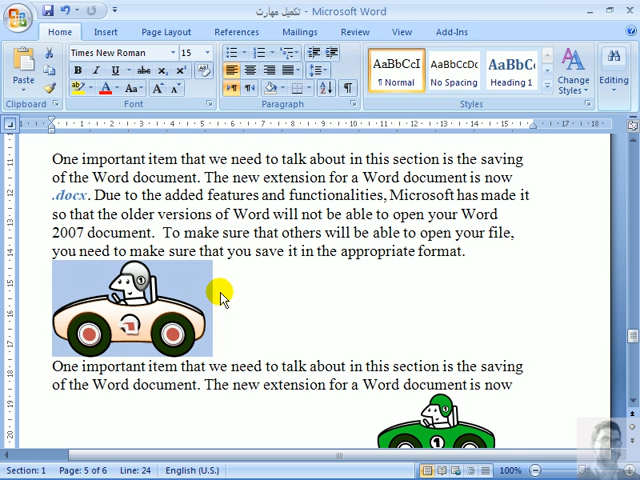 تکمیل مهارت - Microsoft Word
Home Insert Page Layout References Mailings Review View Add-Ins
Times New Roman 15
AaBbCcI AaBbCcDc AaBbC
Paste ¶ Normal No Spacing Heading 1 Change Styles Editing
Clipboard Font Paragraph Styles
One important item that we need to talk about in this section is the saving
of the Word document. The new extension for a Word document is now
.docx. Due to the added features and functionalities, Microsoft has made it
so that the older versions of Word will not be able to open your Word
2007 document. To make sure that others will be able to open your file,
you need to make sure that you save it in the appropriate format.
One important item that we need to talk about in this section is the saving
of the Word document. The new extension for a Word document is now
1
Section: 1 Page: 5 of 6 Line: 24 English (U.S.) 100%